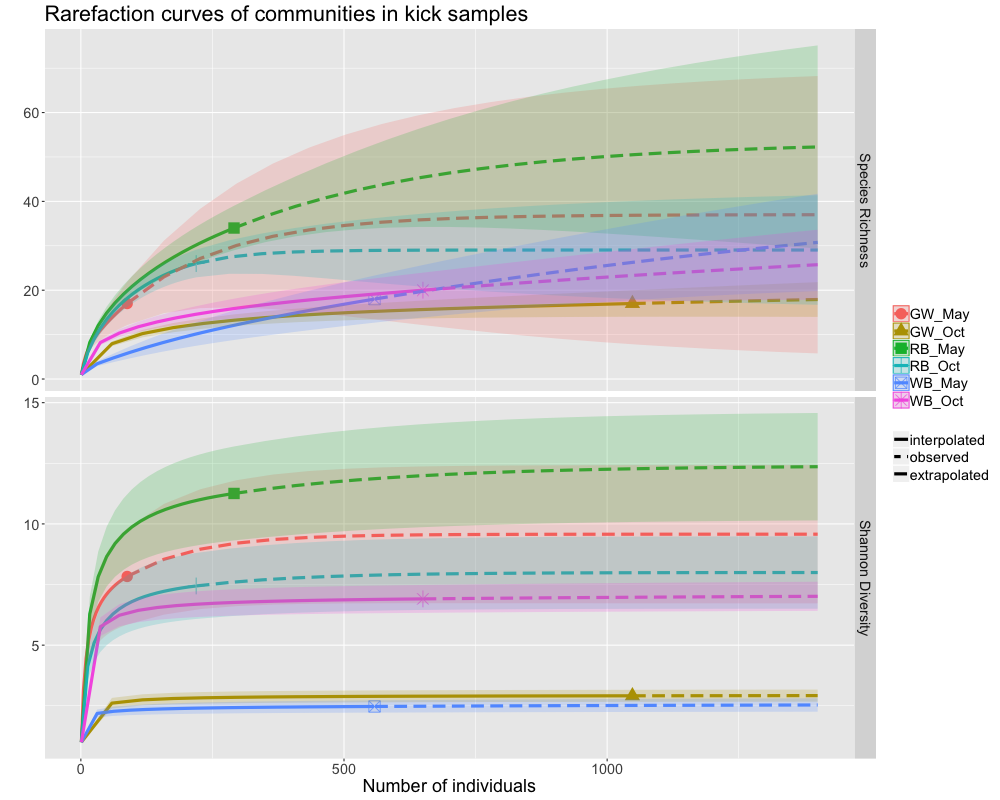 Rarefaction curves of communities in kick samples
60
40
20
0
Species Richness
15
10
5
Shannon Diversity
0
500
1000
Number of individuals
GW_May
GW_Oct
RB_May
RB_Oct
WB_May
WB_Oct
interpolated
observed
extrapolated